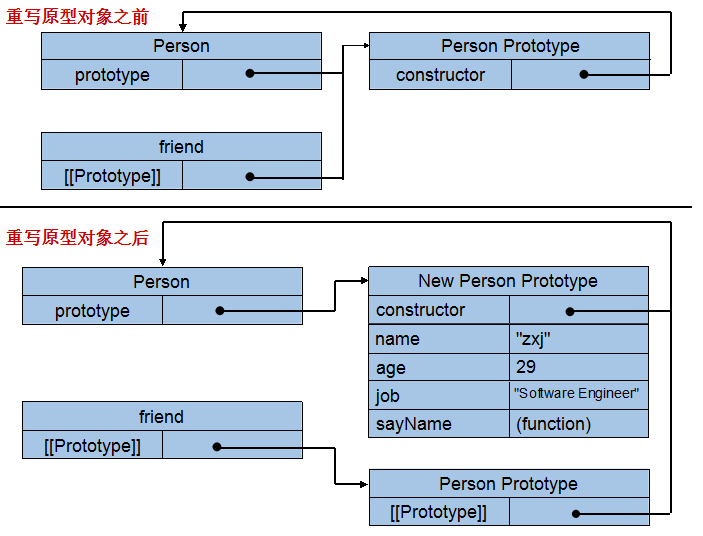 重写原型对象之前
Person
Person Prototype
prototype
constructor
friend
[[Prototype]]
重写原型对象之后
Person
New Person Prototype
prototype
constructor
name "zxj"
age 29
job "Software Engineer"
sayName (function)
friend
[[Prototype]]
Person Prototype
[[Prototype]]